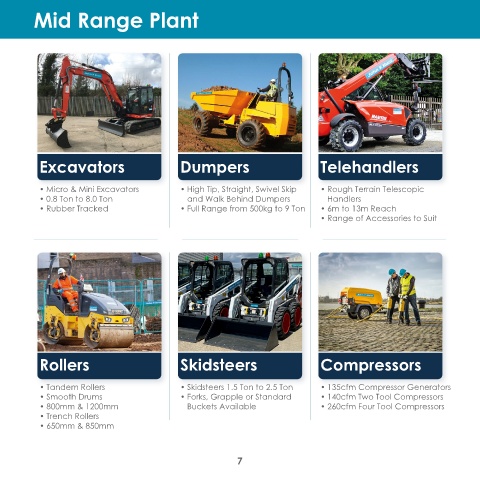 Mid Range Plant
Excavators
• Micro & Mini Excavators
• 0.8 Ton to 8.0 Ton
• Rubber Tracked
Dumpers
• High Tip, Straight, Swivel Skip
and Walk Behind Dumpers
• Full Range from 500kg to 9 Ton
Telehandlers
• Rough Terrain Telescopic
Handlers
• 6m to 13m Reach
• Range of Accessories to Suit
Rollers
• Tandem Rollers
• Smooth Drums
• 800mm & 1200mm
• Trench Rollers
• 650mm & 850mm
Skidsteers
• Skidsteers 1.5 Ton to 2.5 Ton
• Forks, Grapple or Standard
Buckets Available
Compressors
• 135cfm Compressor Generators
• 140cfm Two Tool Compressors
• 260cfm Four Tool Compressors
7